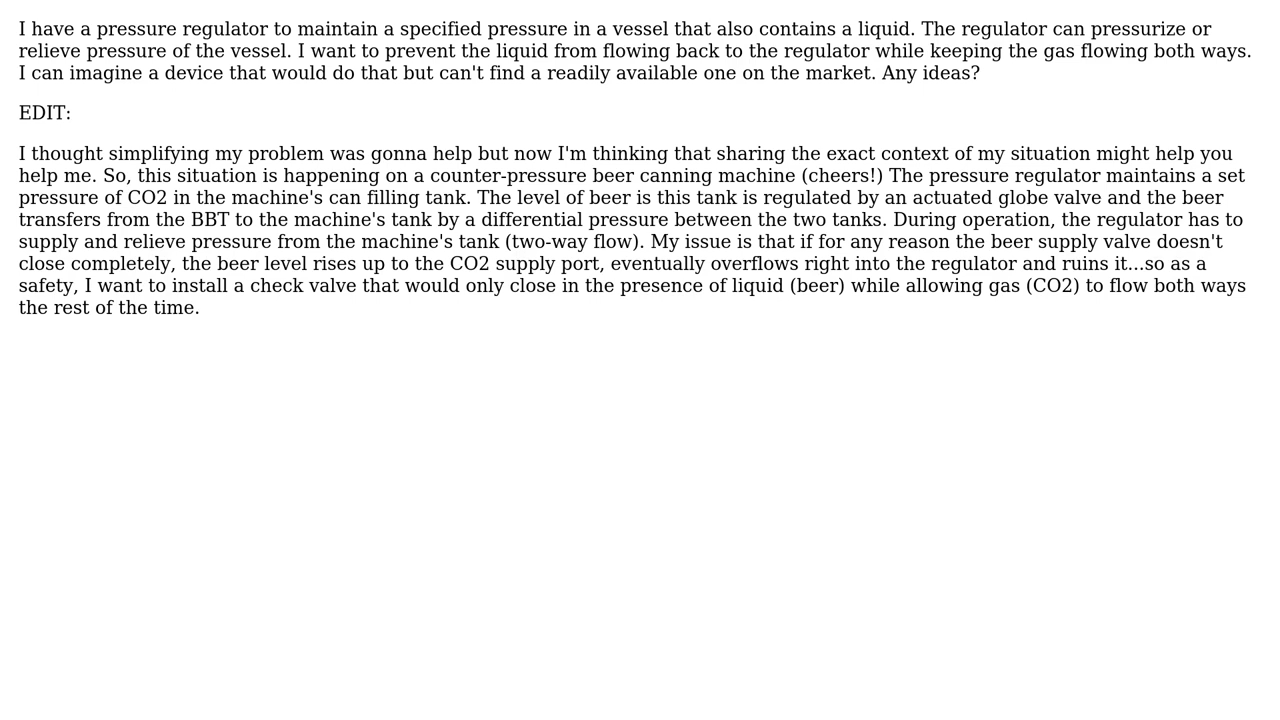 I have a pressure regulator to maintain a specified pressure in a vessel that also contains a liquid. The regulator can pressurize or
relieve pressure of the vessel. I want to prevent the liquid from flowing back to the regulator while keeping the gas flowing both ways.
I can imagine a device that would do that but can't find a readily available one on the market. Any ideas?
EDIT:
I thought simplifying my problem was gonna help but now I'm thinking that sharing the exact context of my situation might help you
help me. So, this situation is happening on a counter-pressure beer canning machine (cheers!) The pressure regulator maintains a set
pressure of CO2 in the machine's can filling tank. The level of beer is this tank is regulated by an actuated globe valve and the beer
transfers from the BBT to the machine's tank by a differential pressure between the two tanks. During operation, the regulator has to
supply and relieve pressure from the machine's tank (two-way flow). My issue is that if for any reason the beer supply valve doesn't
close completely, the beer level rises up to the CO2 supply port, eventually overflows right into the regulator and ruins it...so as a
safety, I want to install a check valve that would only close in the presence of liquid (beer) while allowing gas (CO2) to flow both ways
the rest of the time.